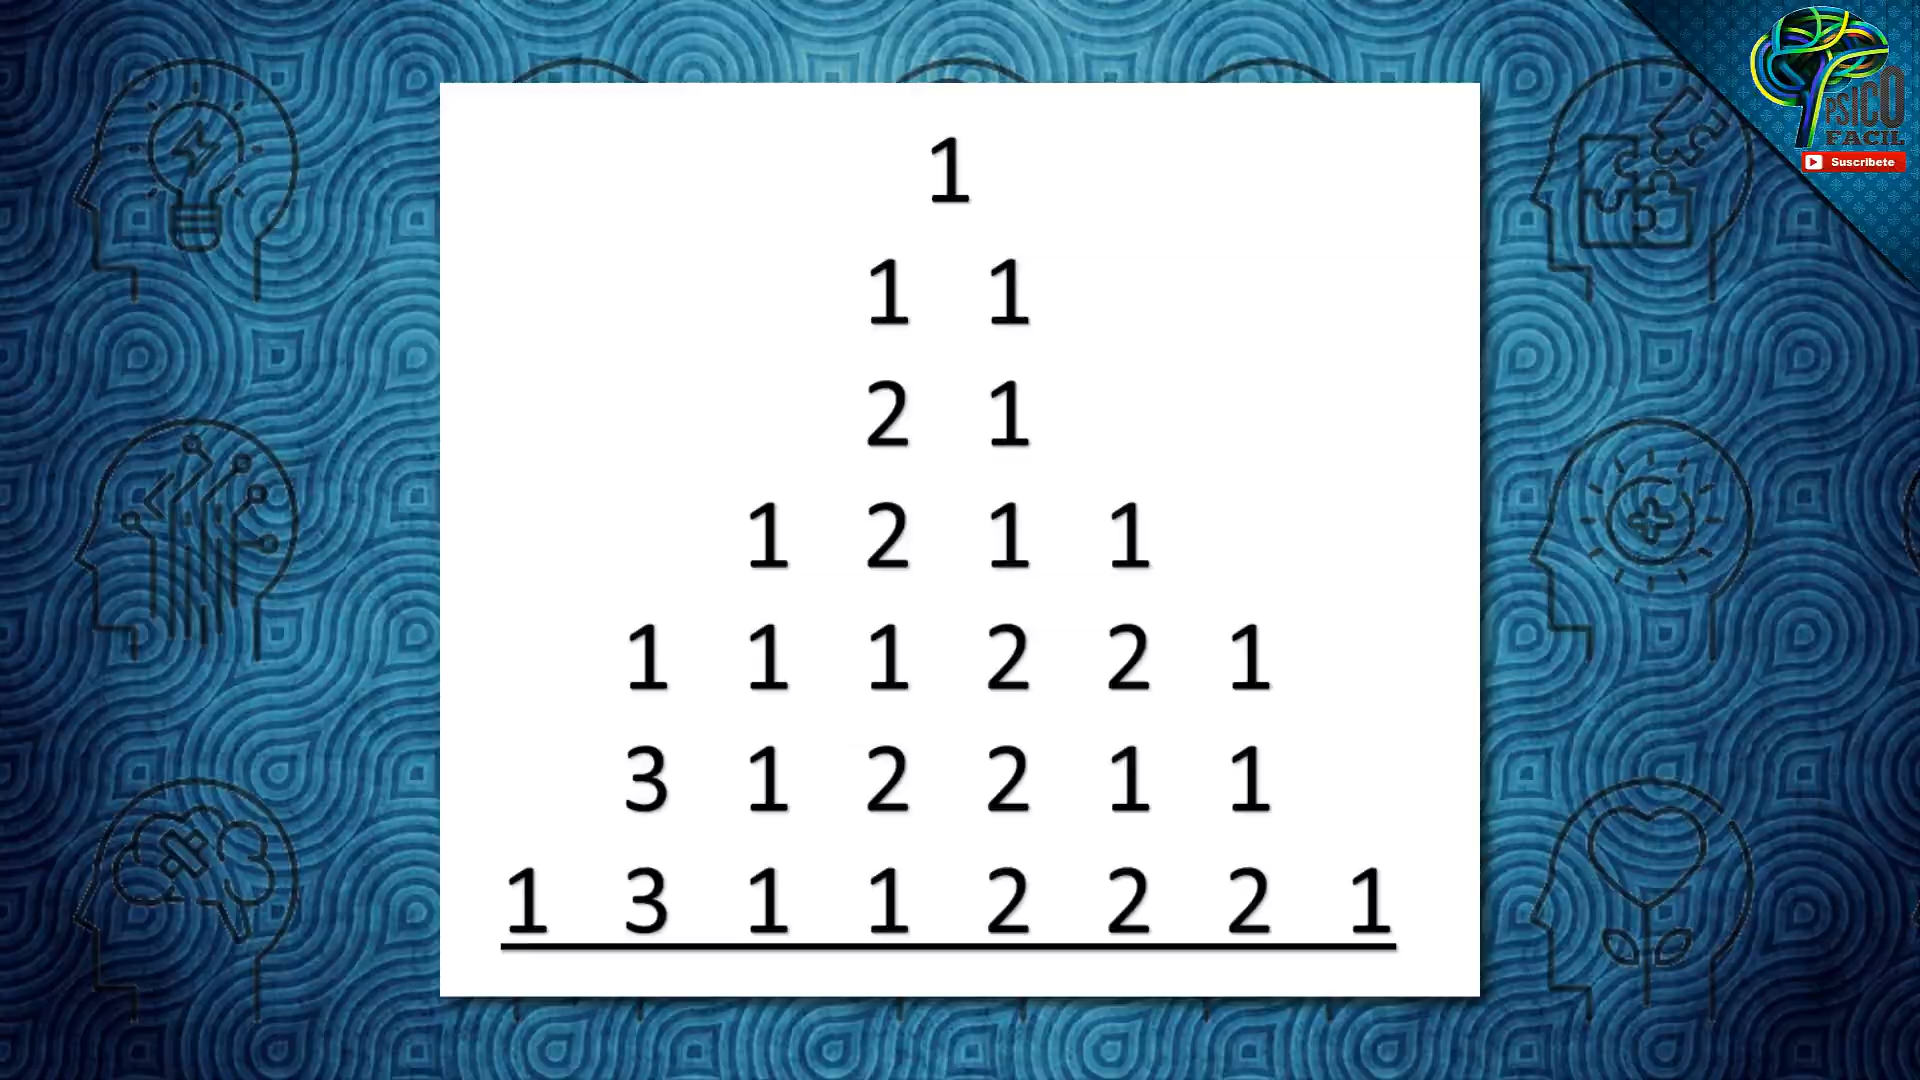 PSICO
FACIL
Suscribete
1
1 1
2 1
1 2 1 1
1 1 1 2 2 1
3 1 2 2 1 1
1 3 1 1 2 2 2 1